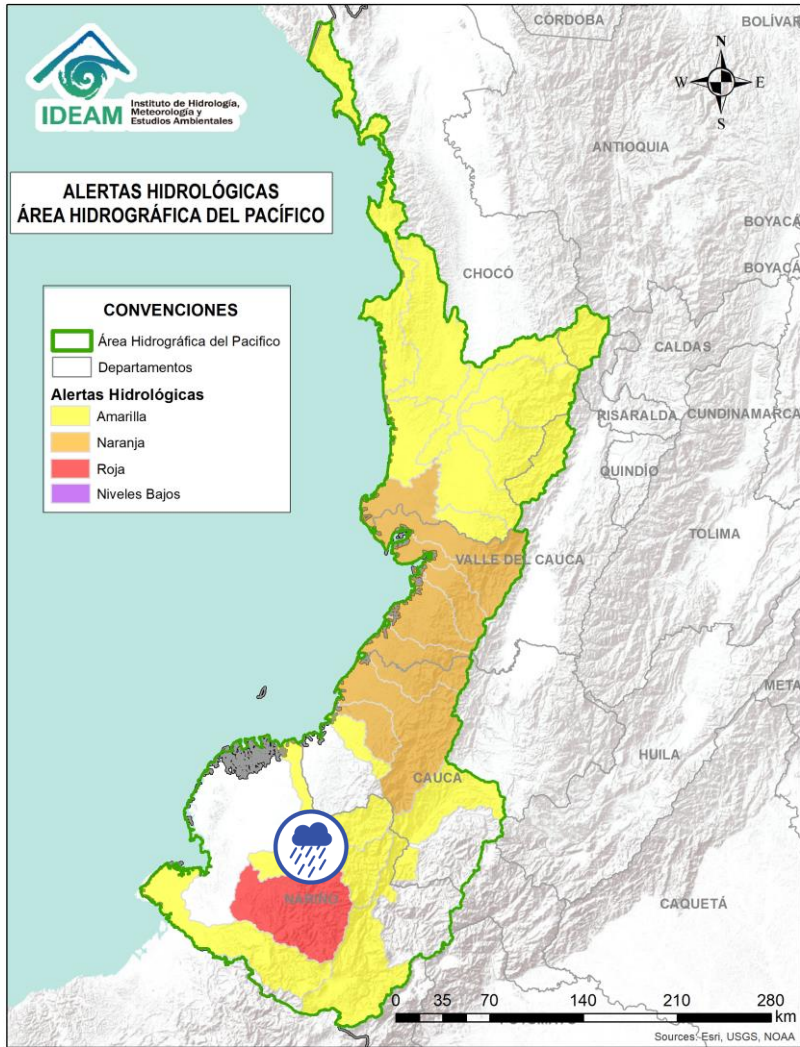 CÓRDOBA
BOLÍVAR
N
W
E
S
IDEAM
Instituto de Hidrología,
Meteorología y
Estudios Ambientales
ANTIOQUIA
ALERTAS HIDROLÓGICAS
ÁREA HIDROGRÁFICA DEL PACÍFICO
BOYACÁ
CHOCÓ
BOYACÁ
CONVENCIONES
Área Hidrográfica del Pacifico
Departamentos
Alertas Hidrológicas
Amarilla
Naranja
Roja
Niveles Bajos
CALDAS
RISARALDA
CUNDINAMARCA
QUINDÍO
TOLIMA
VALLE DEL CAUCA
META
HUILA
CAUCA
NARIÑO
CAQUETÁ
0 35 70 140 210 280
km
Sources: Esri, USGS, NOAA